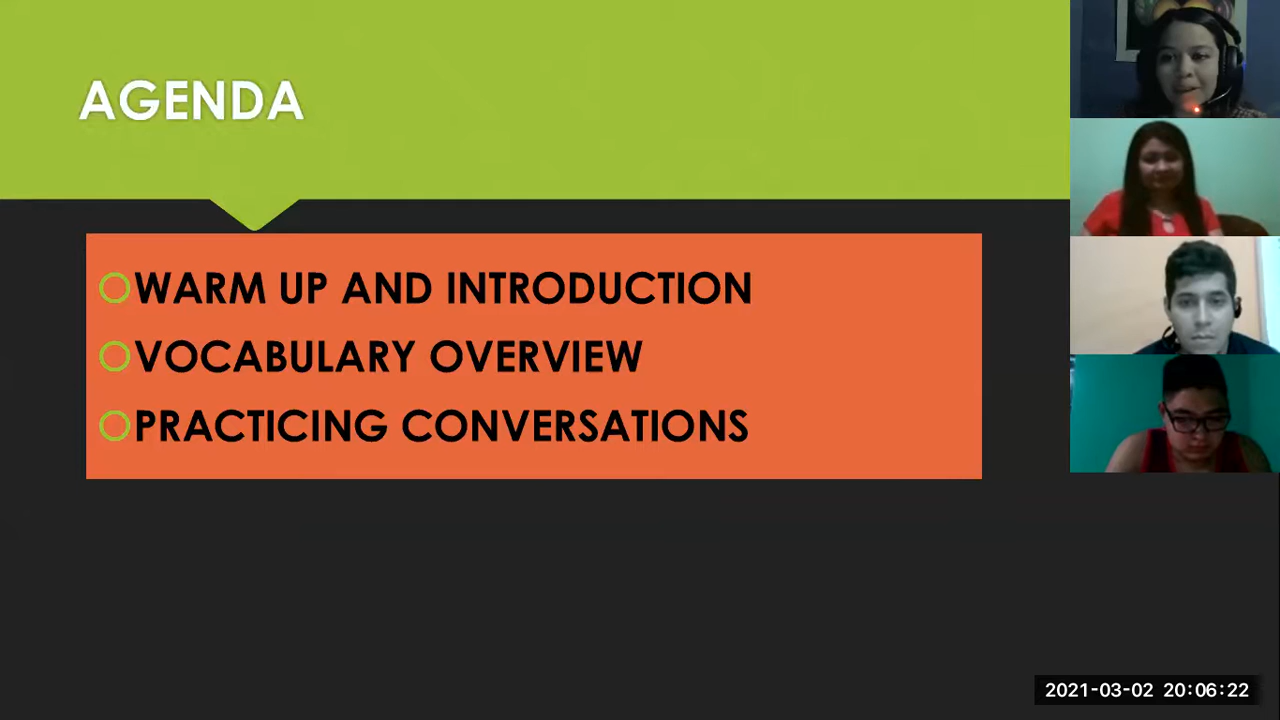 AGENDA
WARM UP AND INTRODUCTION
VOCABULARY OVERVIEW
PRACTICING CONVERSATIONS
2021-03-02 20:06:22